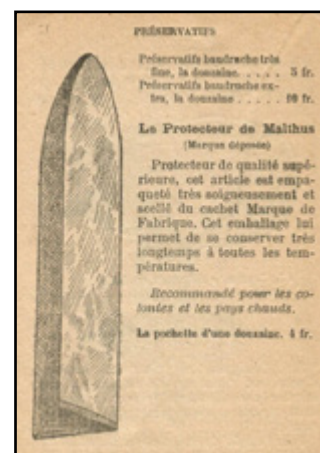 PRÉSERVATIFS
Préservatifs baudruche très
fine, la douzaine. . . . . 5 fr.
Préservatifs baudruche ex-
tra, la douzaine . . . . . 10 fr.
Le Protecteur de Malthus
(Marque déposée)
Protecteur de qualité supé-
rieure, cet article est empa-
queté très soigneusement et
scellé du cachet Marque de
Fabrique. Cet emballage lui
permet de se conserver très
longtemps à toutes les tem-
pératures.
Recommandé pour les co-
lonies et les pays chauds.
La pochette d'une douzaine. 4 fr.